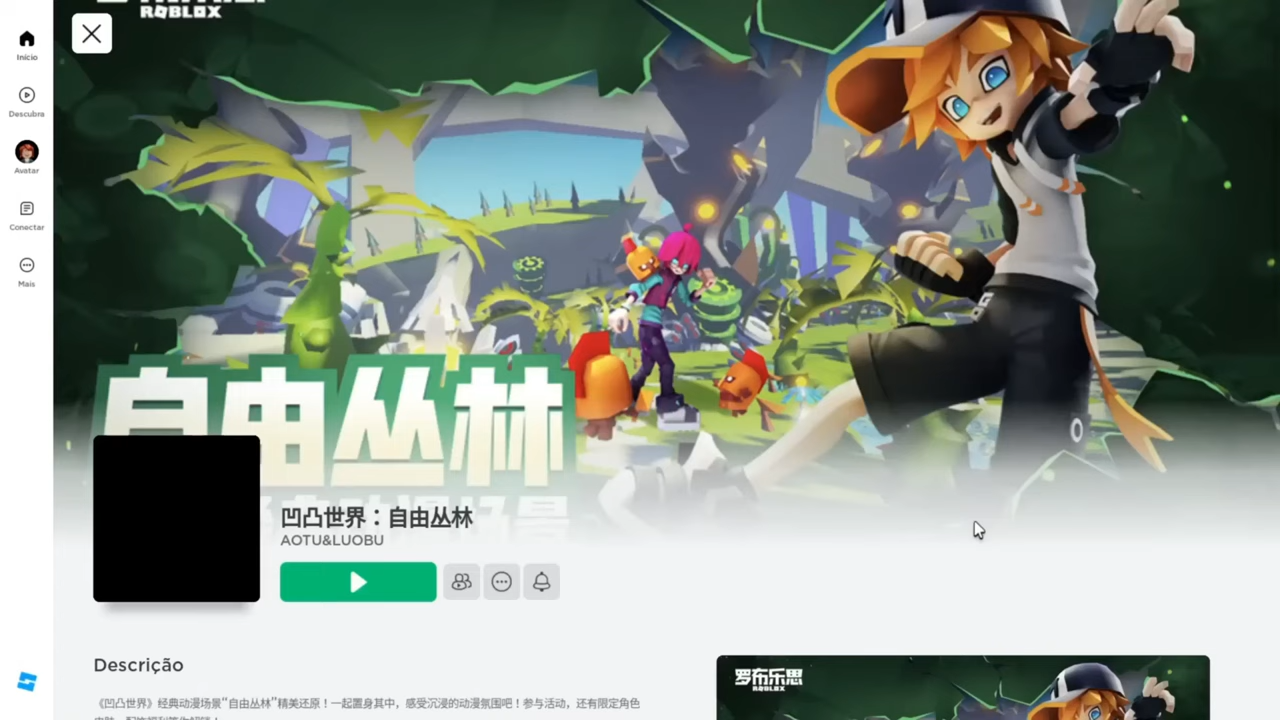 ROBLOX
Início
Descubra
Avatar
Conectar
Mais
自由丛林
凹凸世界：自由丛林
AOTU&LUOBU
Descrição
《凹凸世界》经典动漫场景“自由丛林”精美还原！一起置身其中，感受沉浸的动漫氛围吧！参与活动，还有限定角色
罗布乐思
ROBLOX